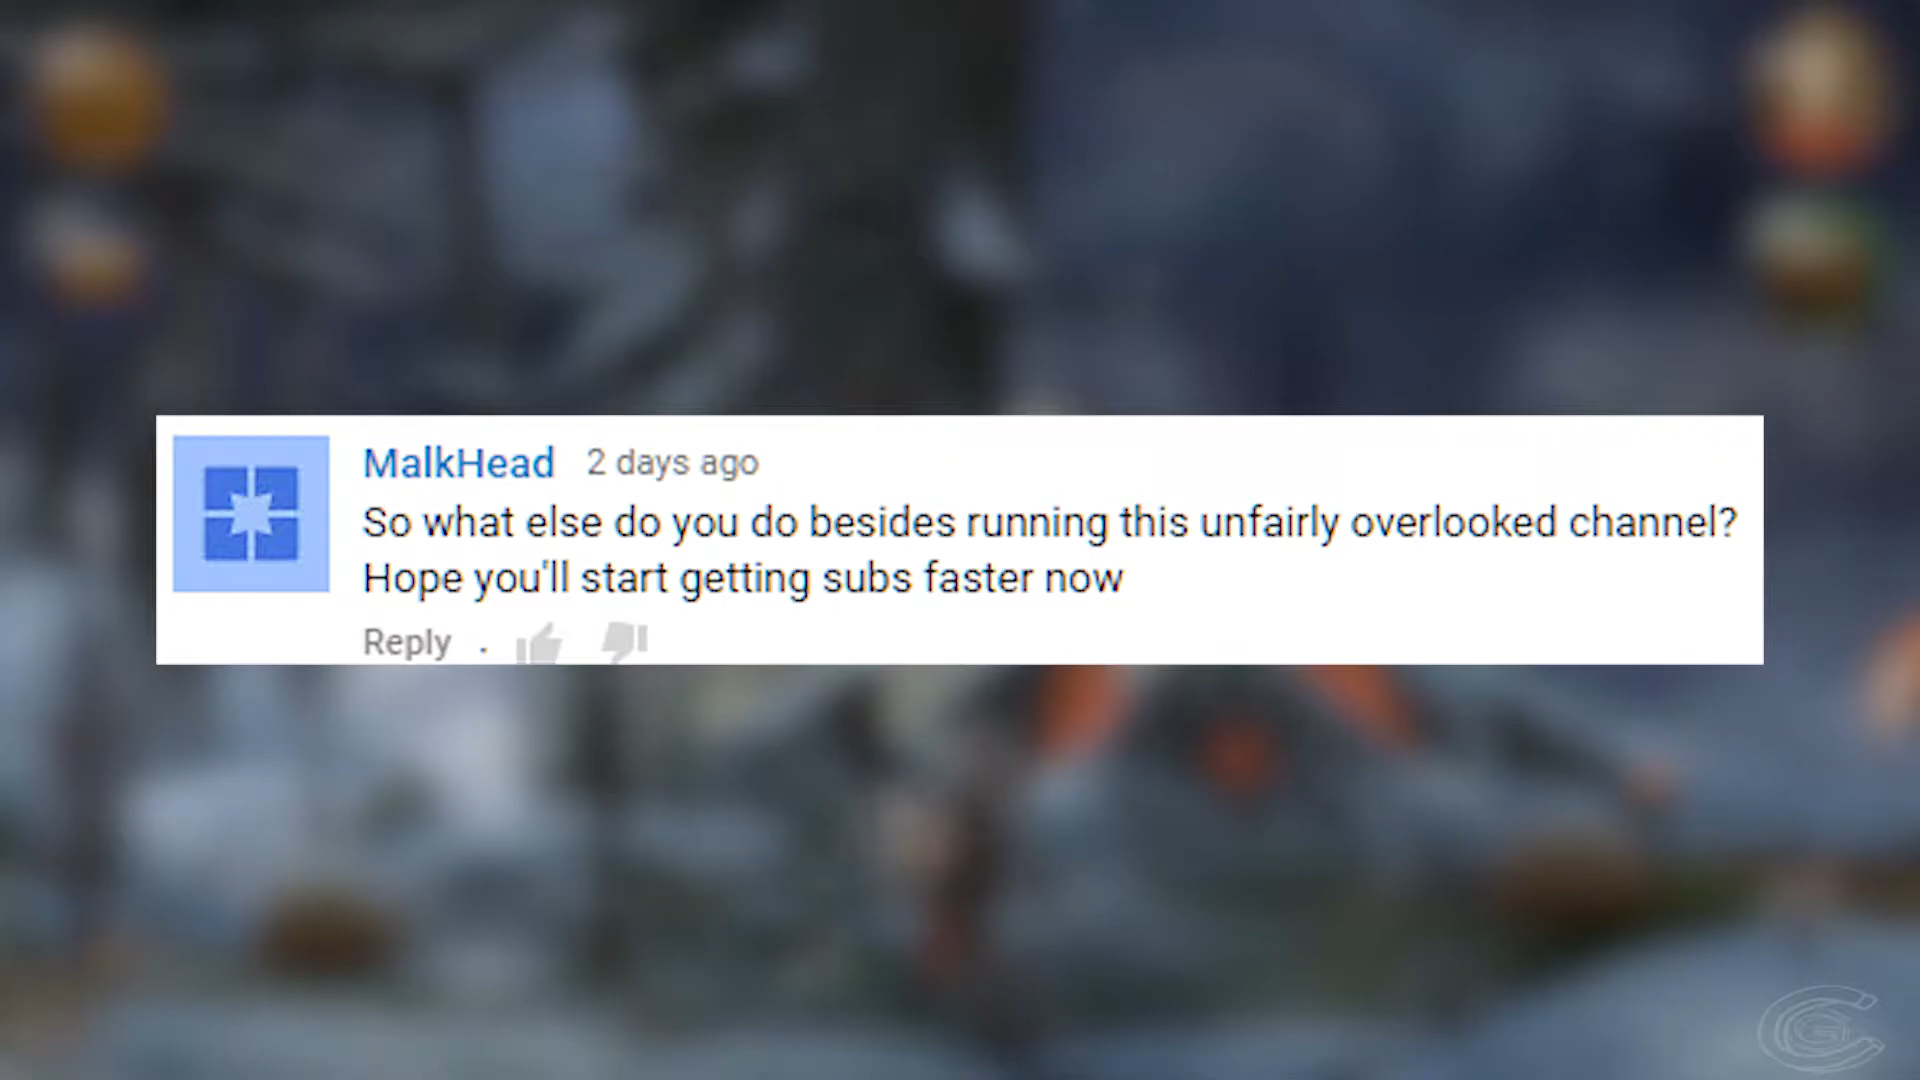 MalkHead 2 days ago
So what else do you do besides running this unfairly overlooked channel?
Hope you'll start getting subs faster now
Reply .